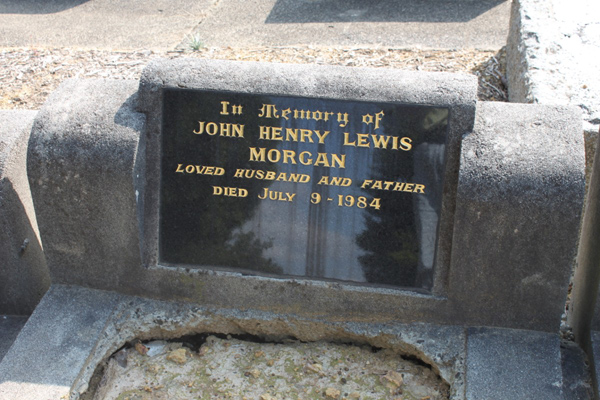 In Memory of
JOHN HENRY LEWIS
MORGAN
LOVED HUSBAND AND FATHER
DIED JULY 9-1984